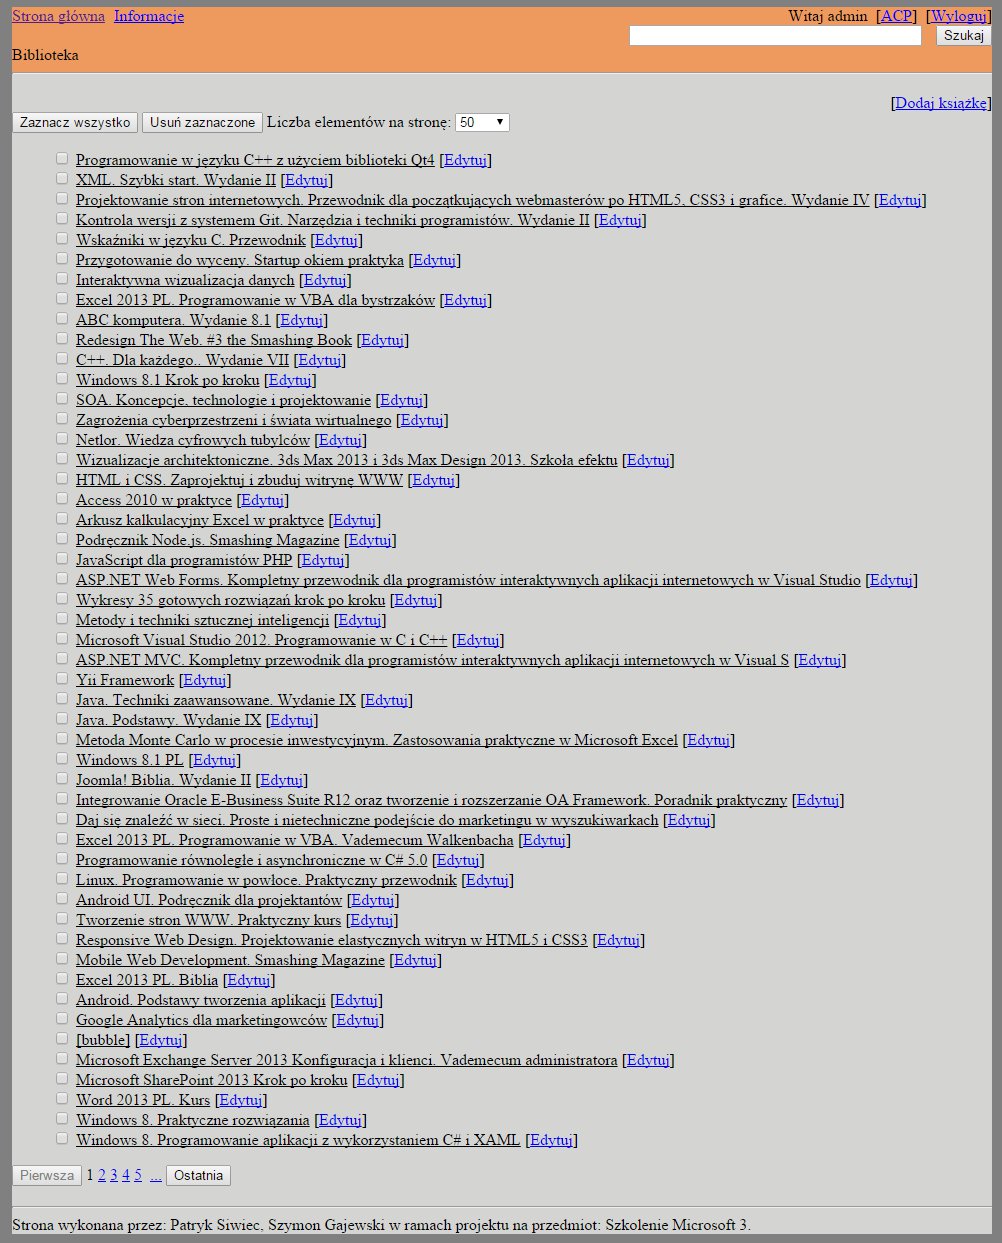 Strona główna Informacje Witaj admin [ACP] [Wyloguj]
Szukaj
Biblioteka
[Dodaj książkę]
Zaznacz wszystko Usuń zaznaczone Liczba elementów na stronę: 50
Programowanie w języku C++ z użyciem biblioteki Qt4 [Edytuj]
XML. Szybki start. Wydanie II [Edytuj]
Projektowanie stron internetowych. Przewodnik dla początkujących webmasterów po HTML5, CSS3 i grafice. Wydanie IV [Edytuj]
Kontrola wersji z systemem Git. Narzędzia i techniki programistów. Wydanie II [Edytuj]
Wskaźniki w języku C. Przewodnik [Edytuj]
Przygotowanie do wyceny. Startup okiem praktyka [Edytuj]
Interaktywna wizualizacja danych [Edytuj]
Excel 2013 PL. Programowanie w VBA dla bystrzaków [Edytuj]
ABC komputera. Wydanie 8.1 [Edytuj]
Redesign The Web. #3 the Smashing Book [Edytuj]
C++. Dla każdego.. Wydanie VII [Edytuj]
Windows 8.1 Krok po kroku [Edytuj]
SOA. Koncepcje, technologie i projektowanie [Edytuj]
Zagrożenia cyberprzestrzeni i świata wirtualnego [Edytuj]
Netlor. Wiedza cyfrowych tubylców [Edytuj]
Wizualizacje architektoniczne. 3ds Max 2013 i 3ds Max Design 2013. Szkoła efektu [Edytuj]
HTML i CSS. Zaprojektuj i zbuduj witrynę WWW [Edytuj]
Access 2010 w praktyce [Edytuj]
Arkusz kalkulacyjny Excel w praktyce [Edytuj]
Podręcznik Node.js. Smashing Magazine [Edytuj]
JavaScript dla programistów PHP [Edytuj]
ASP.NET Web Forms. Kompletny przewodnik dla programistów interaktywnych aplikacji internetowych w Visual Studio [Edytuj]
Wykresy 35 gotowych rozwiązań krok po kroku [Edytuj]
Metody i techniki sztucznej inteligencji [Edytuj]
Microsoft Visual Studio 2012. Programowanie w C i C++ [Edytuj]
ASP.NET MVC. Kompletny przewodnik dla programistów interaktywnych aplikacji internetowych w Visual S [Edytuj]
Yii Framework [Edytuj]
Java. Techniki zaawansowane. Wydanie IX [Edytuj]
Java. Podstawy. Wydanie IX [Edytuj]
Metoda Monte Carlo w procesie inwestycyjnym. Zastosowania praktyczne w Microsoft Excel [Edytuj]
Windows 8.1 PL [Edytuj]
Joomla! Biblia. Wydanie II [Edytuj]
Integrowanie Oracle E-Business Suite R12 oraz tworzenie i rozszerzanie OA Framework. Poradnik praktyczny [Edytuj]
Daj się znaleźć w sieci. Proste i nietechniczne podejście do marketingu w wyszukiwarkach [Edytuj]
Excel 2013 PL. Programowanie w VBA. Vademecum Walkenbacha [Edytuj]
Programowanie równoległe i asynchroniczne w C# 5.0 [Edytuj]
Linux. Programowanie w powłoce. Praktyczny przewodnik [Edytuj]
Android UI. Podręcznik dla projektantów [Edytuj]
Tworzenie stron WWW. Praktyczny kurs [Edytuj]
Responsive Web Design. Projektowanie elastycznych witryn w HTML5 i CSS3 [Edytuj]
Mobile Web Development. Smashing Magazine [Edytuj]
Excel 2013 PL. Biblia [Edytuj]
Android. Podstawy tworzenia aplikacji [Edytuj]
Google Analytics dla marketingowców [Edytuj]
[bubble] [Edytuj]
Microsoft Exchange Server 2013 Konfiguracja i klienci. Vademecum administratora [Edytuj]
Microsoft SharePoint 2013 Krok po kroku [Edytuj]
Word 2013 PL. Kurs [Edytuj]
Windows 8. Praktyczne rozwiązania [Edytuj]
Windows 8. Programowanie aplikacji z wykorzystaniem C# i XAML [Edytuj]
Pierwsza 1 2 3 4 5 ... Ostatnia
Strona wykonana przez: Patryk Siwiec, Szymon Gajewski w ramach projektu na przedmiot: Szkolenie Microsoft 3.